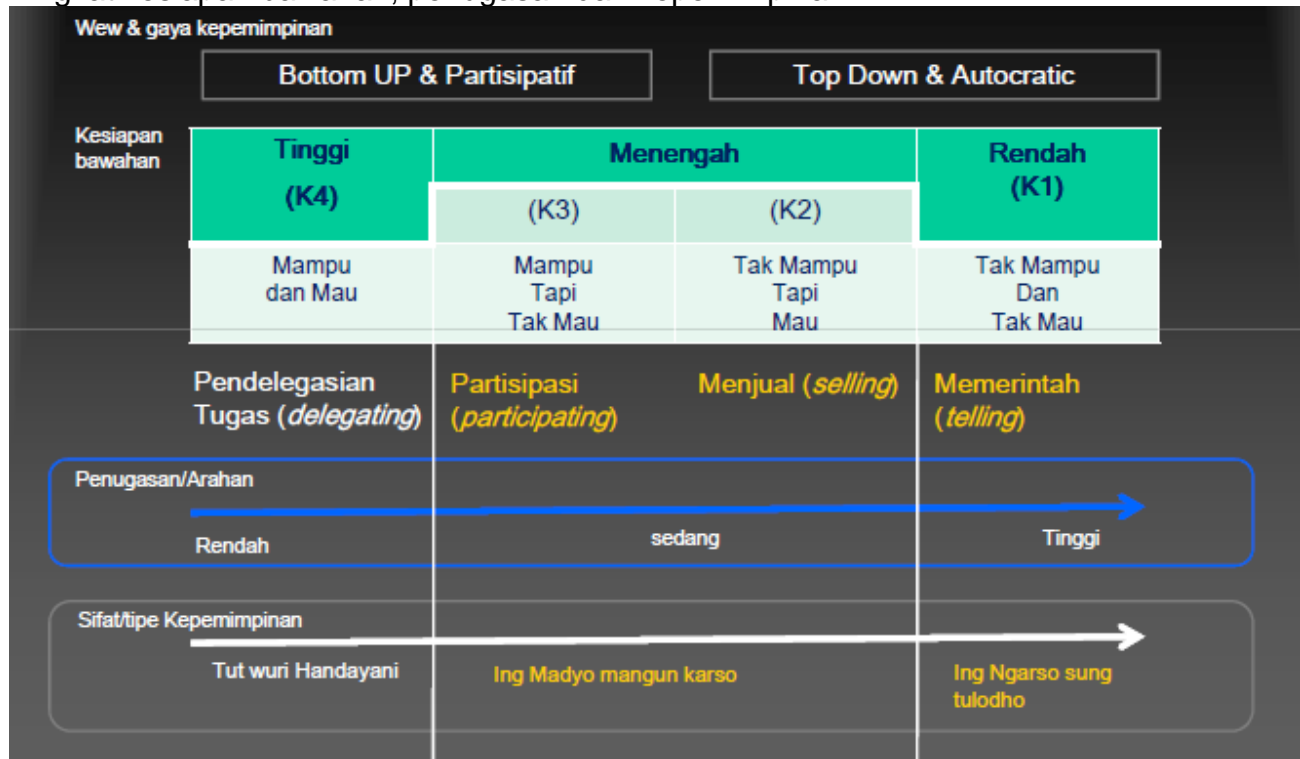 Wew & gaya kepemimpinan
Bottom UP & Partisipatif
Top Down & Autocratic
Kesiapan
bawahan
Tinggi
(K4)
Menengah
Rendah
(K1)
(K3)
(K2)
Mampu
dan Mau
Mampu
Tapi
Tak Mau
Tak Mampu
Tapi
Mau
Tak Mampu
Dan
Tak Mau
Pendelegasian
Tugas (delegating)
Partisipasi
(participating)
Menjual (selling)
Memerintah
(telling)
Penugasan/Arahan
Rendah
sedang
Tinggi
Sifat/tipe Kepemimpinan
Tut wuri Handayani
Ing Madyo mangun karso
Ing Ngarso sung
tulodho